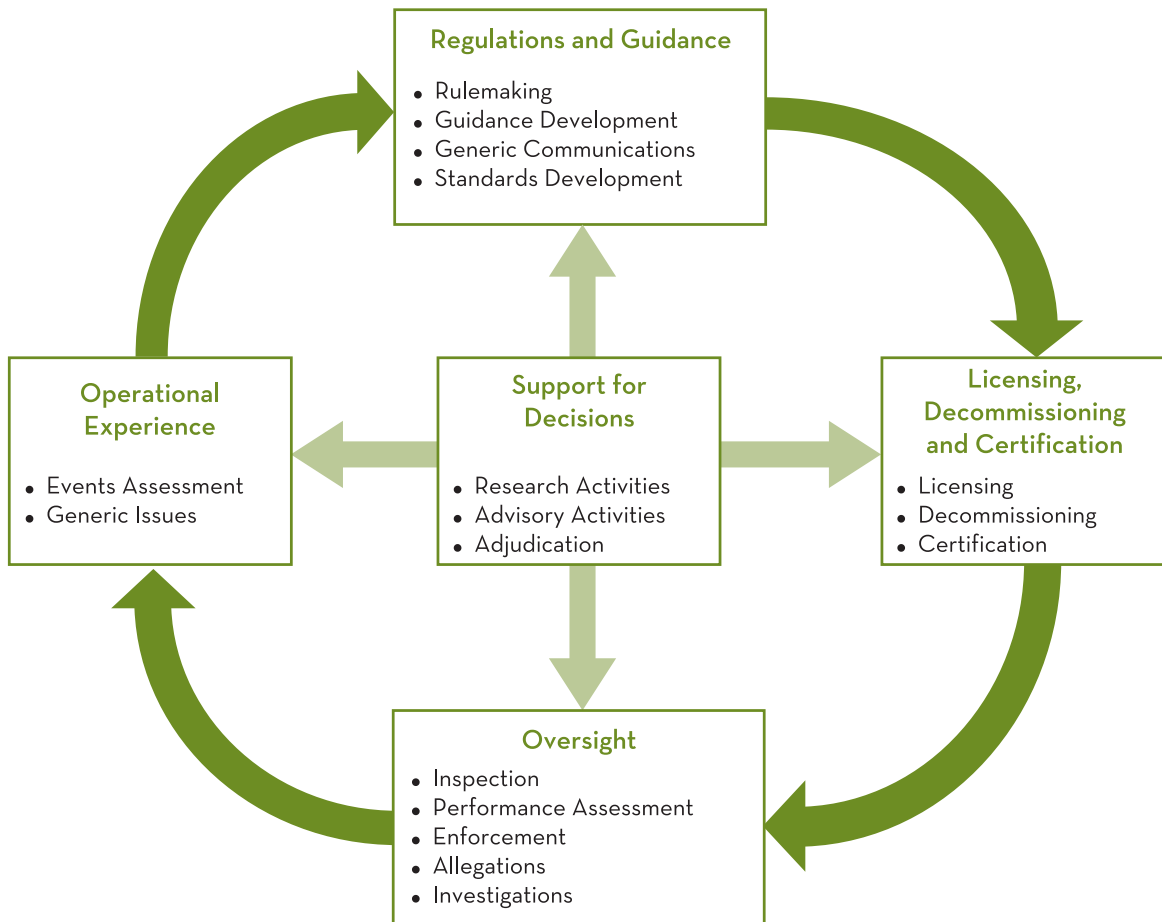 Regulations and Guidance
• Rulemaking
• Guidance Development
• Generic Communications
• Standards Development
Operational
Experience
• Events Assessment
• Generic Issues
Support for
Decisions
• Research Activities
• Advisory Activities
• Adjudication
Licensing,
Decommissioning
and Certification
• Licensing
• Decommissioning
• Certification
Oversight
• Inspection
• Performance Assessment
• Enforcement
• Allegations
• Investigations